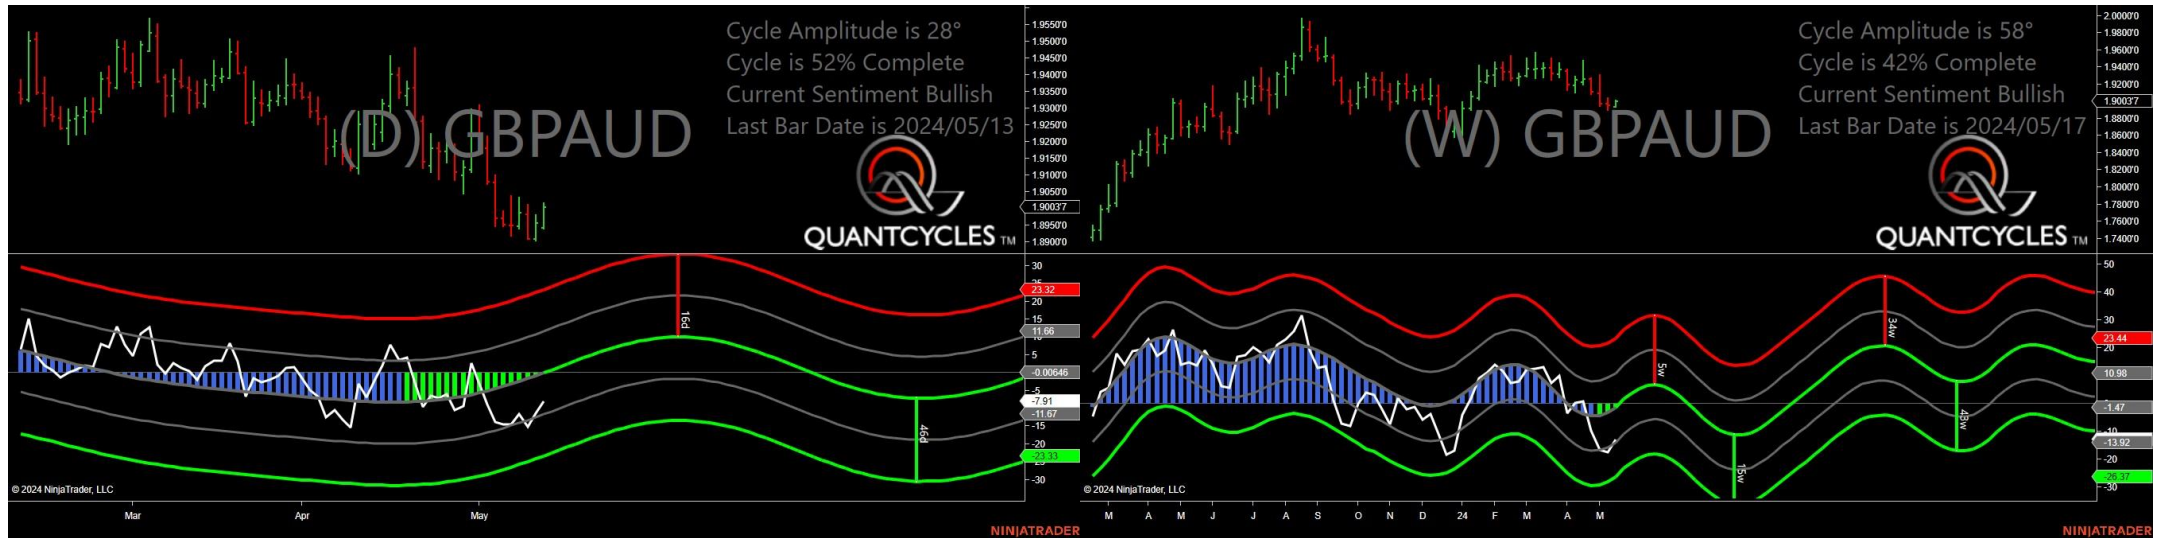 Cycle Amplitude is 28°
Cycle is 52% Complete
Current Sentiment Bullish
Last Bar Date is 2024/05/13
(D) GBPAUD
QUANTCYCLES TM
1.9550'0
1.9500'0
1.9450'0
1.9400'0
1.9350'0
1.9300'0
1.9250'0
1.9200'0
1.9150'0
1.9100'0
1.9050'0
1.9003'7
1.8950'0
1.8900'0
30
23.32
20
15
11.66
5
-0.00646
-5
-7.91
-11.67
-15
-20
-23.33
-30
16d
46d
© 2024 NinjaTrader, LLC
Mar
Apr
May
NINJATRADER
Cycle Amplitude is 58°
Cycle is 42% Complete
Current Sentiment Bullish
Last Bar Date is 2024/05/17
(W) GBPAUD
QUANTCYCLES TM
2.0000'0
1.9800'0
1.9600'0
1.9400'0
1.9200'0
1.9003'7
1.8800'0
1.8600'0
1.8400'0
1.8200'0
1.8000'0
1.7800'0
1.7600'0
1.7400'0
50
40
30
23.44
20
10.98
-1.47
-10
-13.92
-20
-26.37
-30
5w
15w
34w
43w
© 2024 NinjaTrader, LLC
M
A
M
J
J
A
S
O
N
D
24
F
M
A
M
NINJATRADER